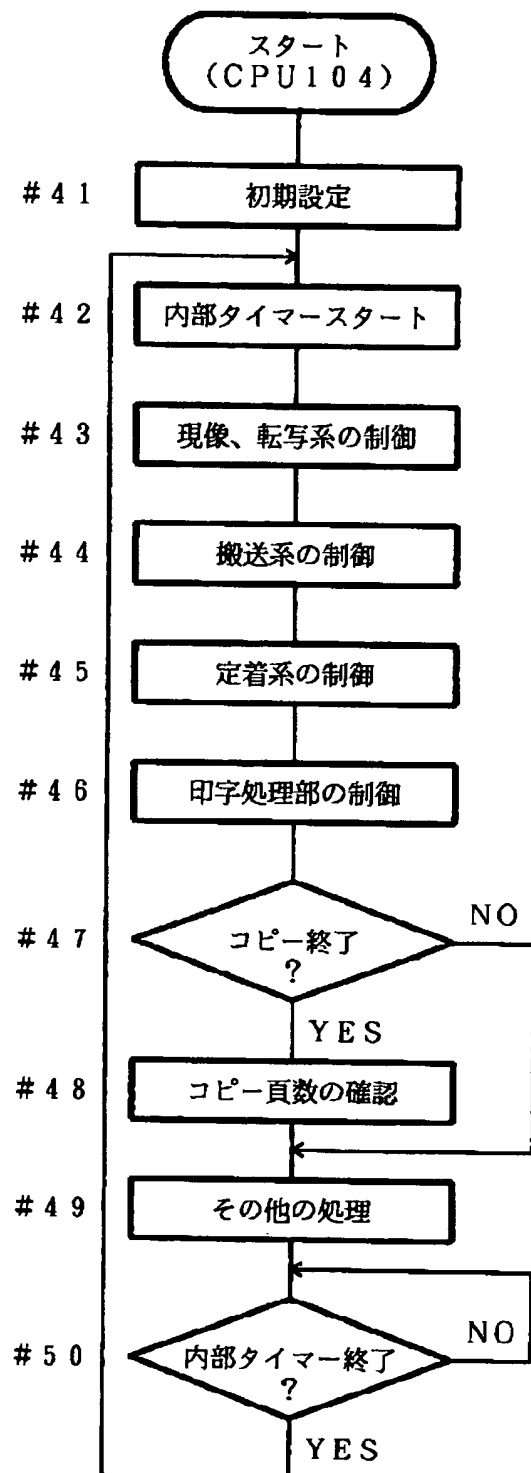 スタート
(CPU104)
#41 初期設定
#42 内部タイマースタート
#43 現像、転写系の制御
#44 搬送系の制御
#45 定着系の制御
#46 印字処理部の制御
NO
#47 コピー終了
?
YES
#48 コピー頁数の確認
#49 その他の処理
NO
#50 内部タイマー終了
?
YES